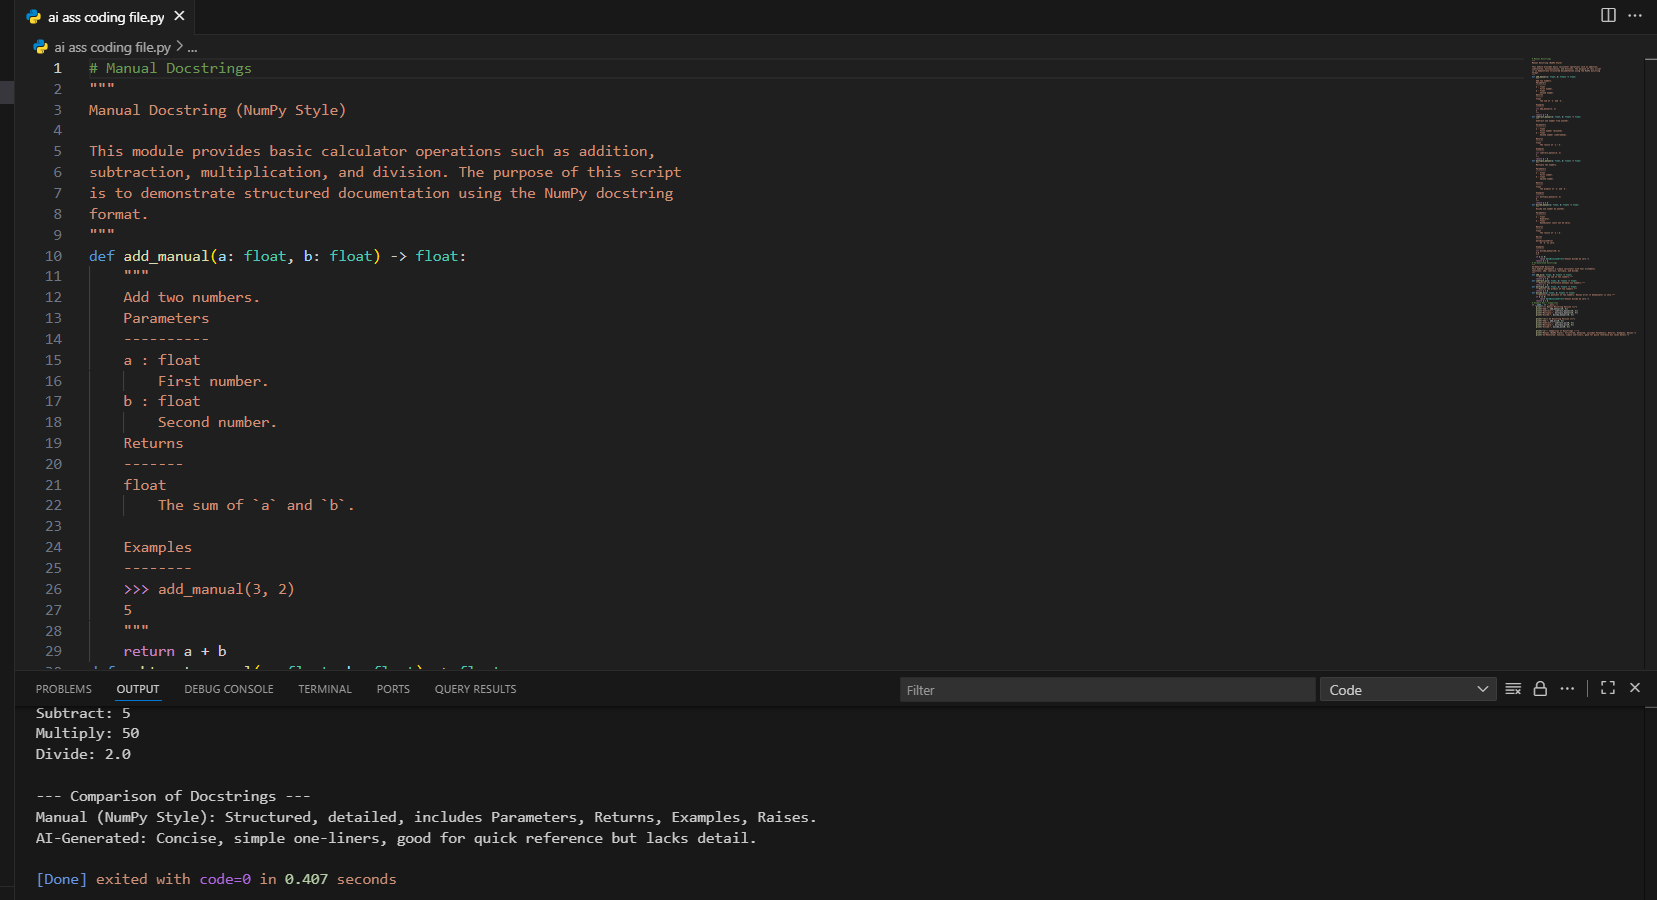 ai ass coding file.py
ai ass coding file.py > ...
1 # Manual Docstrings
2 """
3 Manual Docstring (NumPy Style)
4
5 This module provides basic calculator operations such as addition,
6 subtraction, multiplication, and division. The purpose of this script
7 is to demonstrate structured documentation using the NumPy docstring
8 format.
9 """
10 def add_manual(a: float, b: float) -> float:
11 """
12 Add two numbers.
13 Parameters
14 ----------
15 a : float
16 First number.
17 b : float
18 Second number.
19 Returns
20 -------
21 float
22 The sum of `a` and `b`.
23
24 Examples
25 --------
26 >>> add_manual(3, 2)
27 5
28 """
29 return a + b
PROBLEMS OUTPUT DEBUG CONSOLE TERMINAL PORTS QUERY RESULTS Filter Code
Subtract: 5
Multiply: 50
Divide: 2.0
--- Comparison of Docstrings ---
Manual (NumPy Style): Structured, detailed, includes Parameters, Returns, Examples, Raises.
AI-Generated: Concise, simple one-liners, good for quick reference but lacks detail.
[Done] exited with code=0 in 0.407 seconds